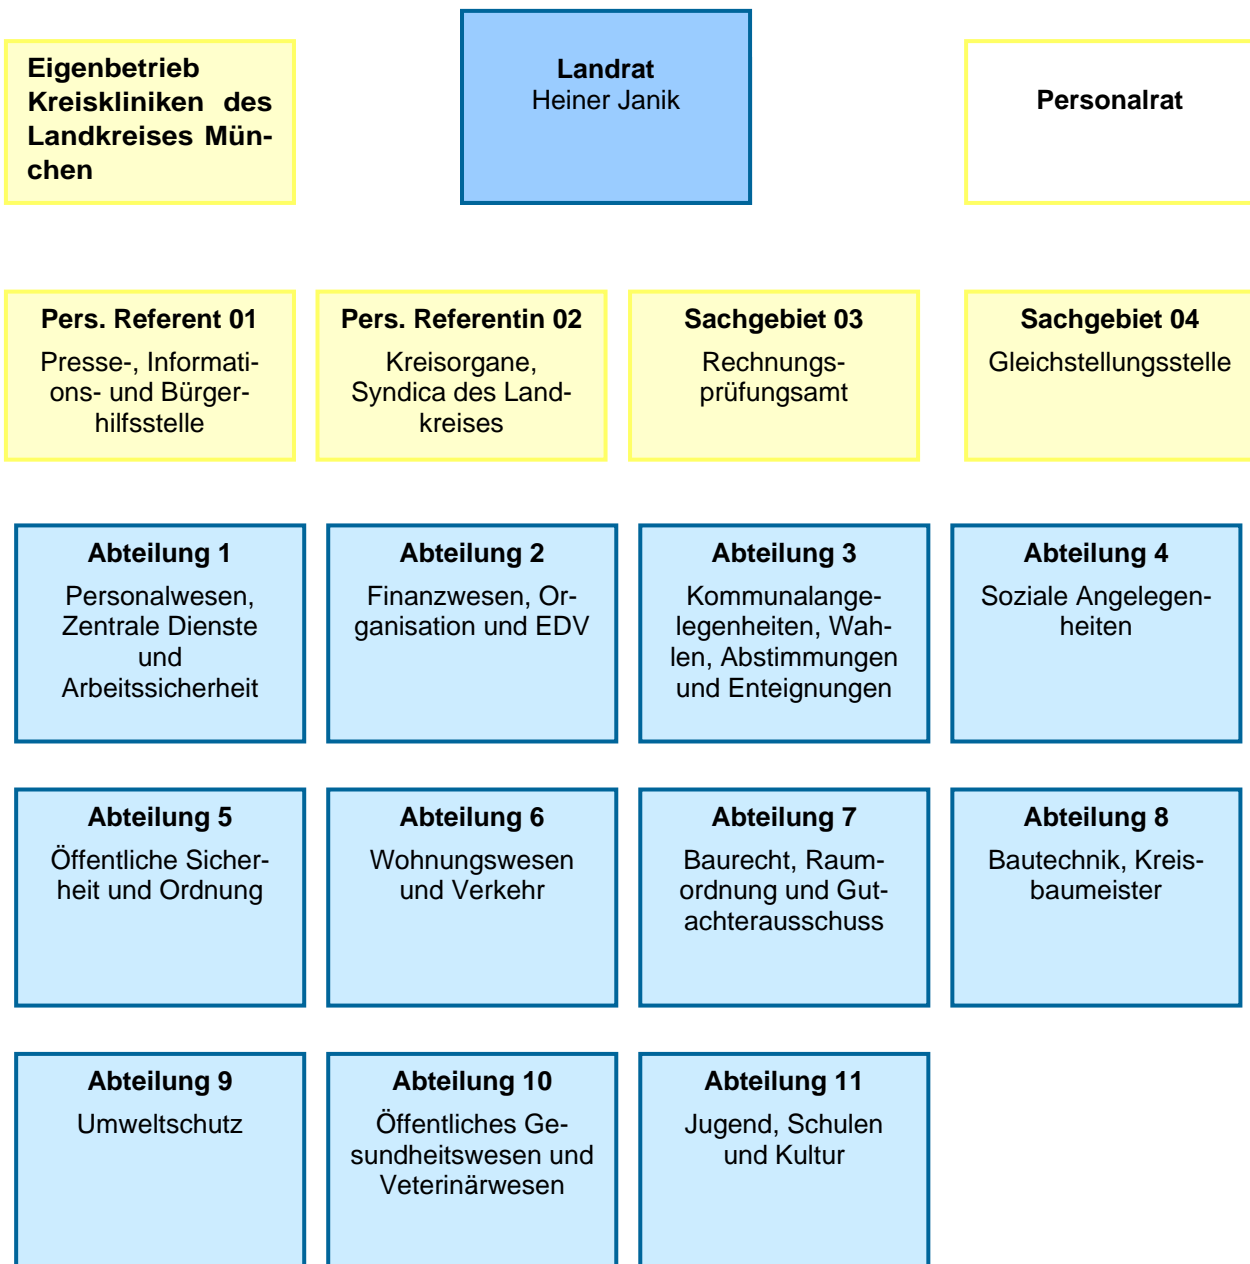 Eigenbetrieb
Kreiskliniken des
Landkreises Mün-
chen
Landrat
Heiner Janik
Personalrat
Pers. Referent 01
Presse-, Informati-
ons- und Bürger-
hilfsstelle
Pers. Referentin 02
Kreisorgane,
Syndica des Land-
kreises
Sachgebiet 03
Rechnungs-
prüfungsamt
Sachgebiet 04
Gleichstellungsstelle
Abteilung 1
Personalwesen,
Zentrale Dienste
und
Arbeitssicherheit
Abteilung 2
Finanzwesen, Or-
ganisation und EDV
Abteilung 3
Kommunalange-
legenheiten, Wah-
len, Abstimmungen
und Enteignungen
Abteilung 4
Soziale Angelegen-
heiten
Abteilung 5
Öffentliche Sicher-
heit und Ordnung
Abteilung 6
Wohnungswesen
und Verkehr
Abteilung 7
Baurecht, Raum-
ordnung und Gut-
achterausschuss
Abteilung 8
Bautechnik, Kreis-
baumeister
Abteilung 9
Umweltschutz
Abteilung 10
Öffentliches Ge-
sundheitswesen und
Veterinärwesen
Abteilung 11
Jugend, Schulen
und Kultur